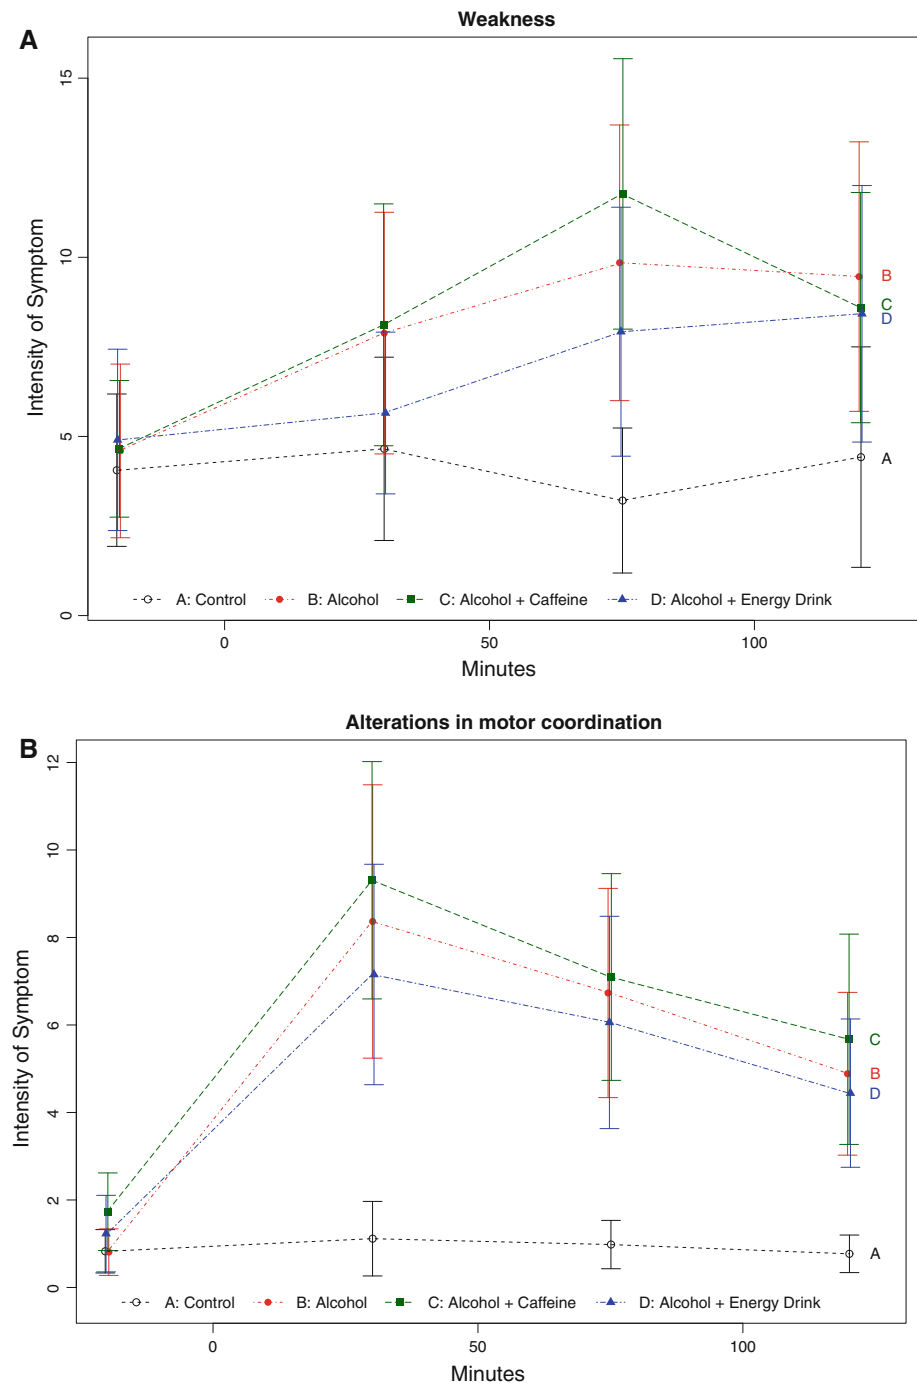 Weakness
A
15
10
5
0
Intensity of Symptom
B
C
D
A
A: Control B: Alcohol C: Alcohol + Caffeine D: Alcohol + Energy Drink
0 50 100
Minutes
Alterations in motor coordination
B
12
10
8
6
4
2
0
Intensity of Symptom
C
B
D
A
A: Control B: Alcohol C: Alcohol + Caffeine D: Alcohol + Energy Drink
0 50 100
Minutes